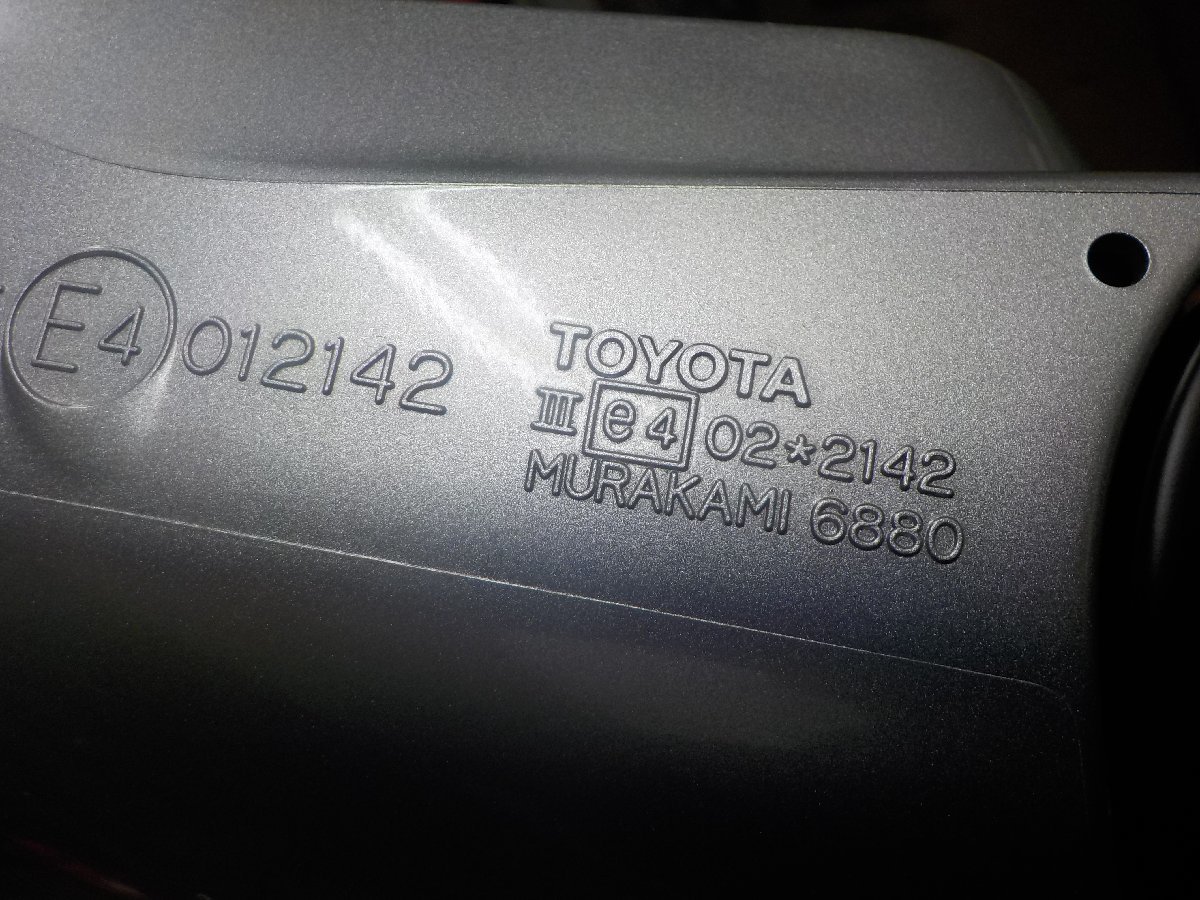 E4 012142
TOYOTA
III e4 02*2142
MURAKAMI 6880